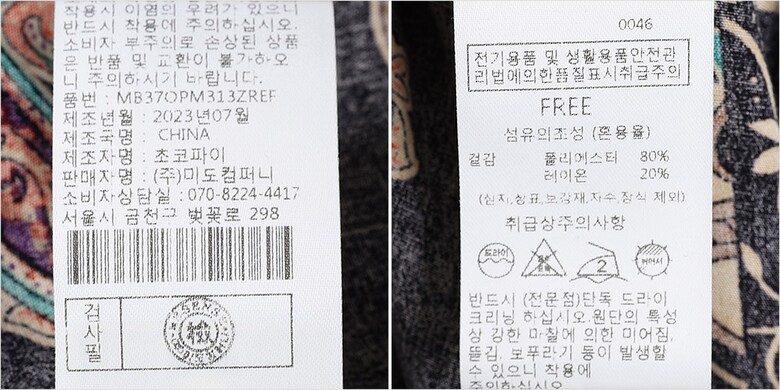 착용시 이염의 우려가 있으니
반드시 착용에 주의하십시오.
소비자 부주의로 손상된 상품
은 반품 및 교환이 불가하오
니 주의하시기 바랍니다.
품번 : MB37OPM313ZREF
제조년월 : 2023년07월
제조국명 : CHINA
제조자명 : 초코파이
판매자명 : (주)미도컴퍼니
소비자상담실 : 070-8224-4417
서울시 금천구 벚꽃로 298
검사필
檢
0046
전기용품 및 생활용품안전관
리법에의한품질표시취급주의
FREE
섬유의조성 (혼용율)
겉감 폴리에스터 80%
레이온 20%
(심지,상표,보강재,자수,장식 제외)
취급상주의사항
드라이
2
뉘어서
반드시 (전문점)단독 드라이
크리닝 하십시오.원단의 특성
상 강한 마찰에 의한 미어짐,
뜯김, 보푸라기 등이 발생할
수 있으니 착용에
주의하십시오